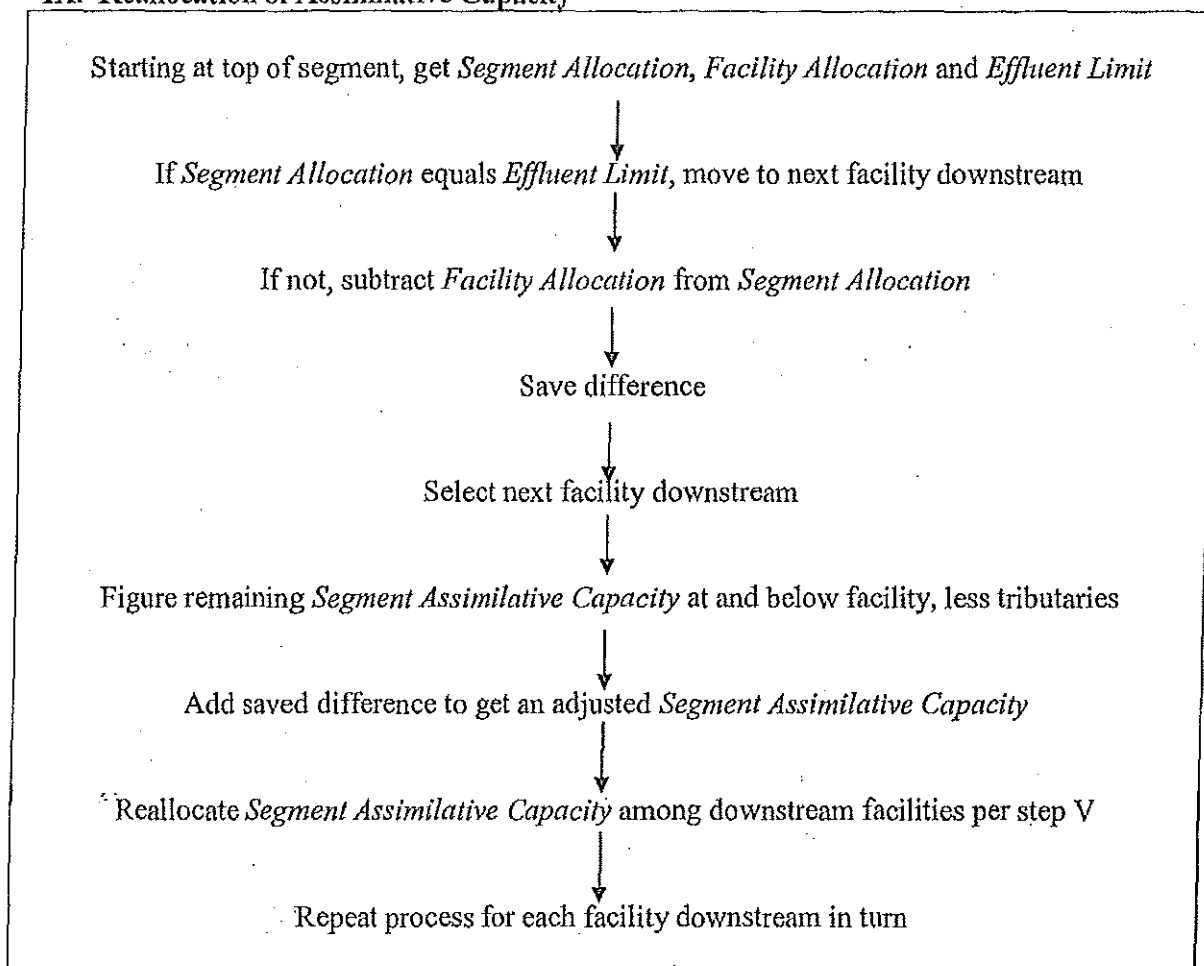 Reallocation of Assimilative Capacity
Starting at top of segment, get Segment Allocation, Facility Allocation and Effluent Limit
If Segment Allocation equals Effluent Limit, move to next facility downstream
If not, subtract Facility Allocation from Segment Allocation
Save difference
Select next facility downstream
Figure remaining Segment Assimilative Capacity at and below facility, less tributaries
Add saved difference to get an adjusted Segment Assimilative Capacity
Reallocate Segment Assimilative Capacity among downstream facilities per step V
Repeat process for each facility downstream in turn